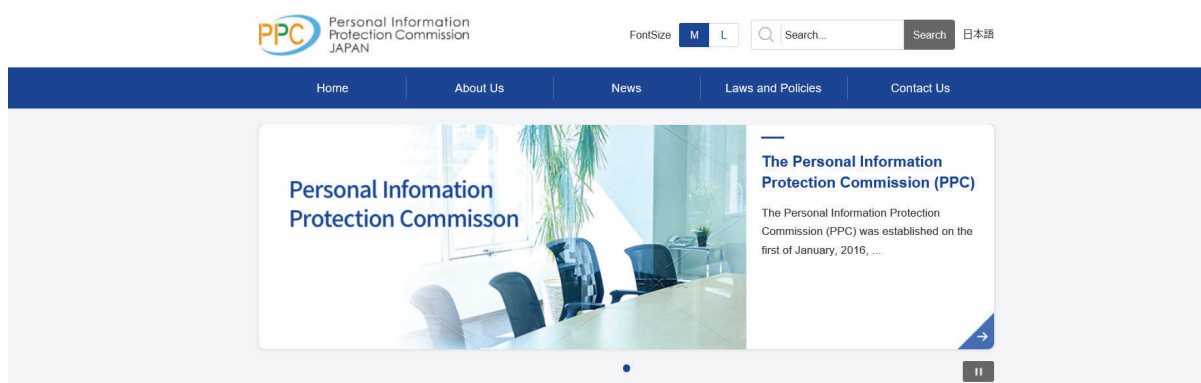 PPC
Personal Information
Protection Commission
JAPAN
FontSize M L Search... Search 日本語
Home About Us News Laws and Policies Contact Us
Personal Infomation
Protection Commisson
The Personal Information
Protection Commission (PPC)
The Personal Information Protection
Commission (PPC) was established on the
first of January, 2016, ...
PIXTA